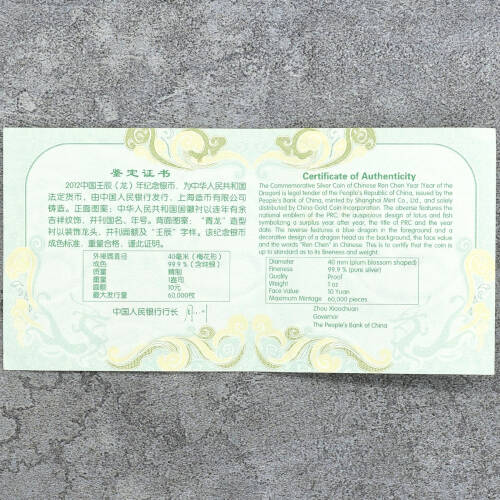 鉴定证书
2012中国壬辰(龙)年纪念银币,为中华人民共和国
法定货币,由中国人民银行发行,上海造币有限公司
铸造。正面图案:中华人民共和国国徽衬以连年有余
吉祥纹饰,并刊国名、年号。背面图案:“青龙”造型
衬以装饰龙头,并刊面额及“壬辰”字样。该纪念银币
成色标准,重量合格,谨此证明。
外接圆直径 40毫米(梅花形)
成色 99.9%(含纯银)
质量 精制
重量 1盎司
面额 10元
最大发行量 60,000枚
中国人民银行行长
Certificate of Authenticity
The Commemorative Silver Coin of Chinese Ren Chen Year (Year of the
Dragon) is legal tender of the People's Republic of China, issued by the
People's Bank of China, minted by Shanghai Mint Co., Ltd., and solely
distributed by China Gold Coin Incorporation. The obverse features the
national emblem of the PRC, the auspicious design of lotus and fish
symbolizing a surplus year after year, the title of PRC and the year
date. The reverse features a blue dragon in the foreground and a
decorative design of a dragon head as the background, the face value
and the words "Ren Chen" in Chinese. This is to certify that the coin is
up to standard as to its fineness and weight.
Diameter 40 mm (plum blossom shaped)
Fineness 99.9% (pure silver)
Quality Proof
Weight 1 oz
Face Value 10 Yuan
Maximum Mintage 60,000 pieces
Zhou Xiaochuan
Governor
The People's Bank of China